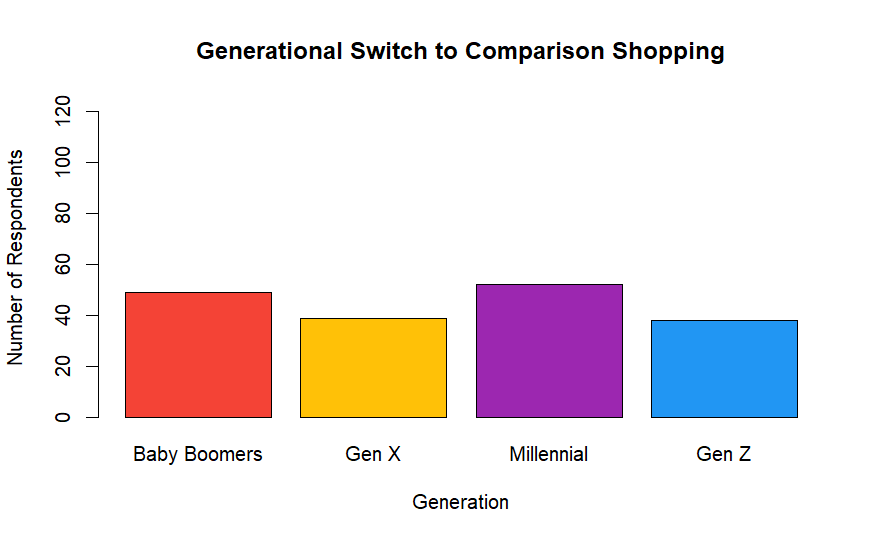 Generational Switch to Comparison Shopping
Number of Respondents
120
100
80
60
40
20
0
Baby Boomers
Gen X
Millennial
Gen Z
Generation